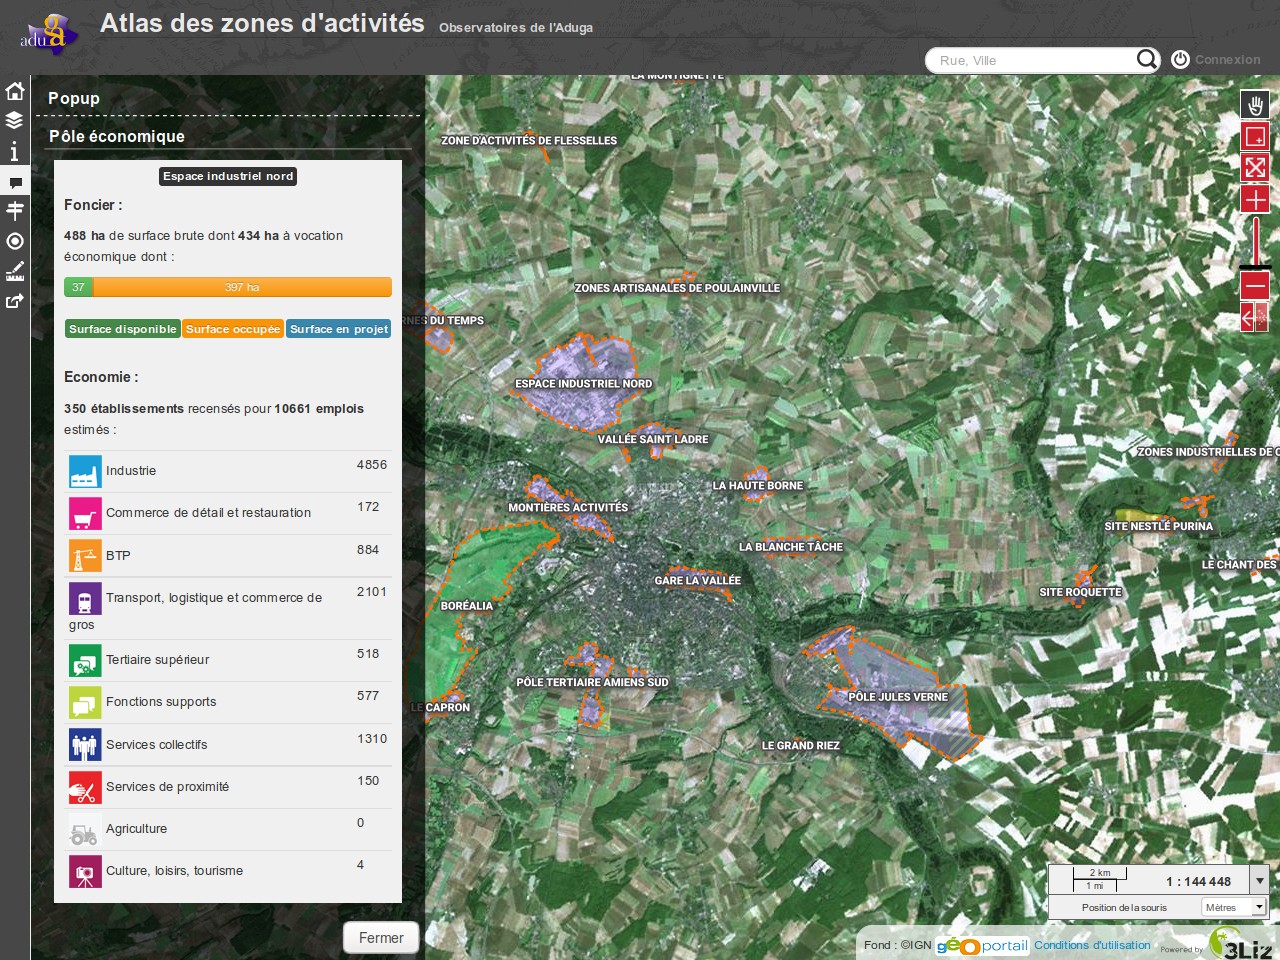 aduga
Atlas des zones d'activités
Observatoires de l'Aduga
Rue, Ville
Connexion
Popup
Pôle économique
Espace industriel nord
Foncier :
488 ha de surface brute dont 434 ha à vocation
économique dont :
37
397 ha
Surface disponible
Surface occupée
Surface en projet
Economie :
350 établissements recensés pour 10661 emplois
estimés :
Industrie 4856
Commerce de détail et restauration 172
BTP 884
Transport, logistique et commerce de 2101
gros
Tertiaire supérieur 518
Fonctions supports 577
Services collectifs 1310
Services de proximité 150
Agriculture 0
Culture, loisirs, tourisme 4
Fermer
LA MONTIGNETTE
ZONE D'ACTIVITÉS DE FLESSELLES
ZONES ARTISANALES DE POULAINVILLE
RNES DU TEMPS
ESPACE INDUSTRIEL NORD
VALLÉE SAINT LADRE
ZONES INDUSTRIELLES DE C
LA HAUTE BORNE
MONTIÈRES ACTIVITÉS
SITE NESTLÉ PURINA
LA BLANCHE TÂCHE
LE CHANT DES
GARE LA VALLÉE
SITE ROQUETTE
BORÉALIA
PÔLE TERTIAIRE AMIENS SUD
PÔLE JULES VERNE
LE CAPRON
LE GRAND RIEZ
2 km
1 mi
1 : 144 448
Position de la souris
Mètres
Fond : ©IGN
géoportail
Conditions d'utilisation
Powered by
3Liz